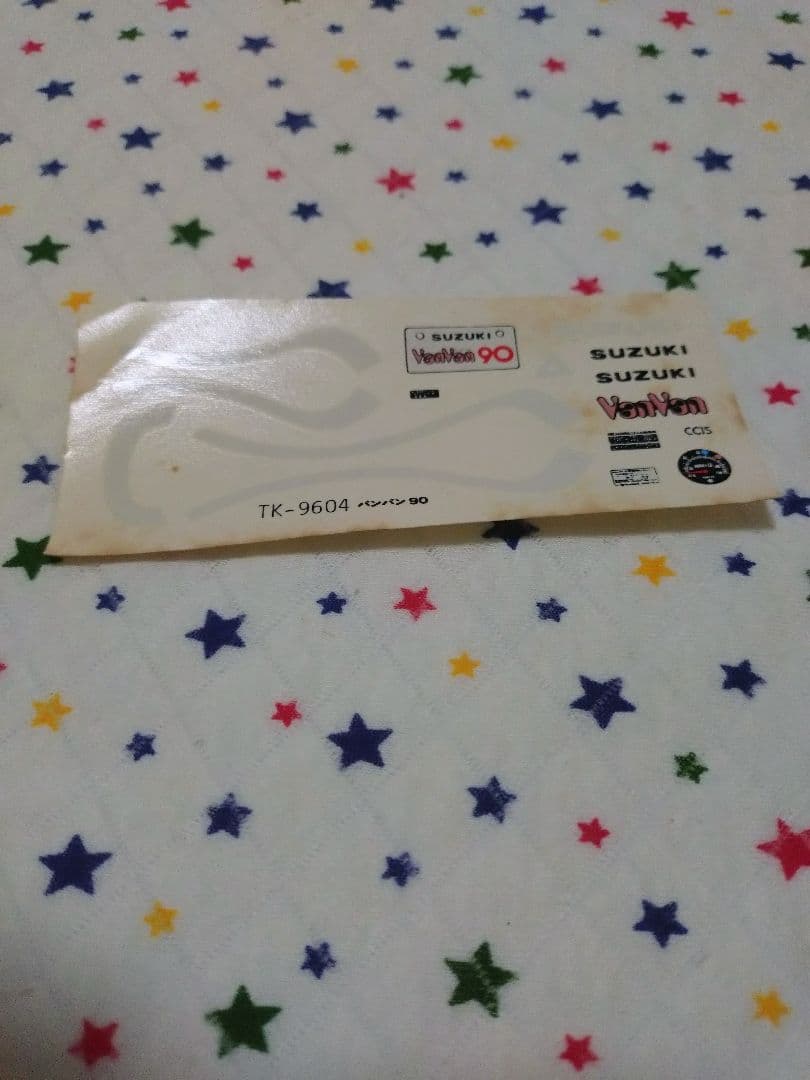 SUZUKI
VanVan 90
SUZUKI
SUZUKI
VanVan
CC15
TK-9604 バンバン90